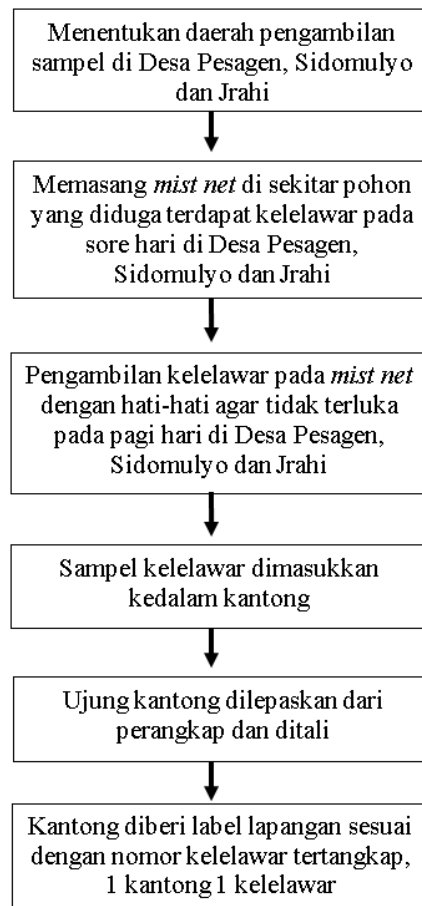 Menentukan daerah pengambilan
sampel di Desa Pesagen, Sidomulyo
dan Jrahi
Memasang mist net di sekitar pohon
yang diduga terdapat kelelawar pada
sore hari di Desa Pesagen,
Sidomulyo dan Jrahi
Pengambilan kelelawar pada mist net
dengan hati-hati agar tidak terluka
pada pagi hari di Desa Pesagen,
Sidomulyo dan Jrahi
Sampel kelelawar dimasukkan
kedalam kantong
Ujung kantong dilepaskan dari
perangkap dan ditali
Kantong diberi label lapangan sesuai
dengan nomor kelelawar tertangkap,
1 kantong 1 kelelawar